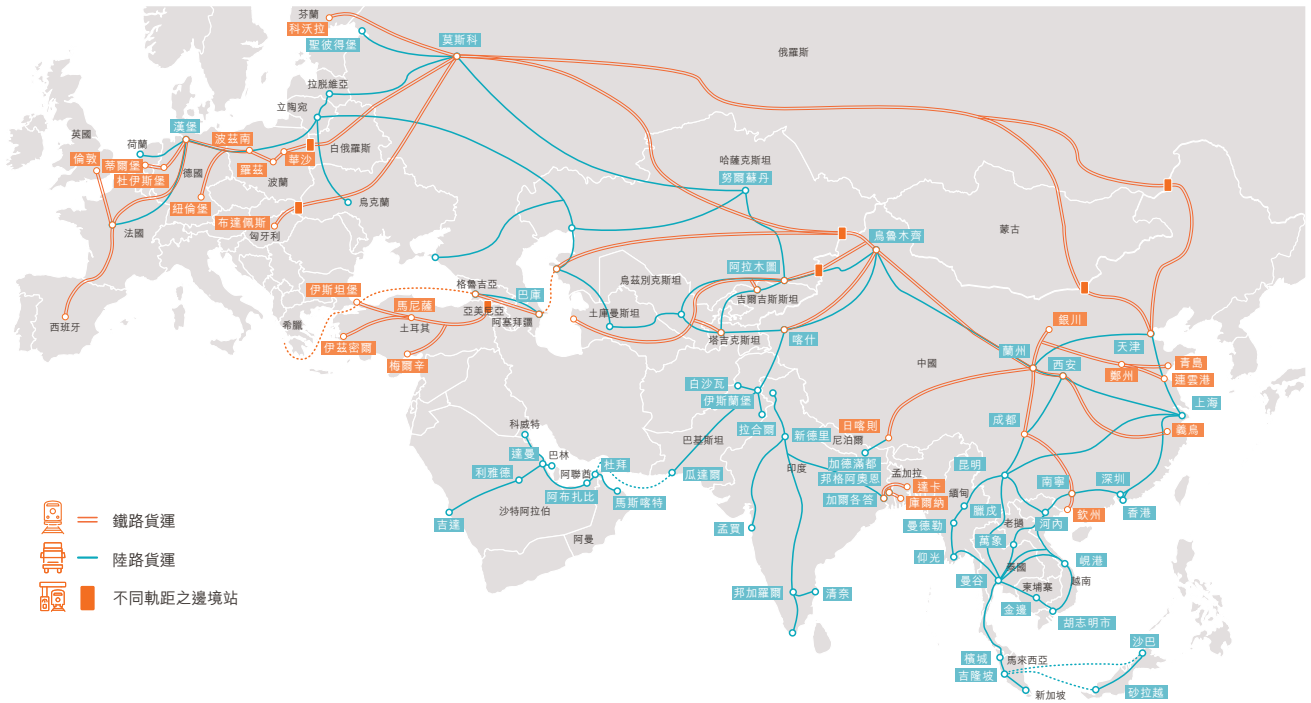 芬蘭
科沃拉
聖彼得堡
莫斯科
俄羅斯
拉脱維亞
立陶宛
英國
倫敦
荷蘭
蒂爾堡
杜伊斯堡
漢堡
德國
紐倫堡
波茲南
羅茲
華沙
波蘭
白俄羅斯
烏克蘭
布達佩斯
匈牙利
法國
西班牙
哈薩克斯坦
努爾蘇丹
蒙古
烏魯木齊
阿拉木圖
烏茲別克斯坦
吉爾吉斯斯坦
土庫曼斯坦
塔吉克斯坦
喀什
格魯吉亞
巴庫
亞美尼亞
阿塞拜疆
伊斯坦堡
馬尼薩
土耳其
希臘
伊茲密爾
梅爾辛
中國
銀川
蘭州
西安
天津
鄭州
青島
連雲港
上海
義烏
成都
日喀則
尼泊爾
加德滿都
白沙瓦
伊斯蘭堡
拉合爾
巴基斯坦
新德里
印度
瓜達爾
科威特
達曼
巴林
利雅德
阿聯酋
杜拜
阿布扎比
馬斯喀特
吉達
沙特阿拉伯
阿曼
孟加拉
邦格阿奧恩
達卡
加爾各答
庫爾納
孟買
邦加羅爾
清奈
昆明
緬甸
臘戌
曼德勒
仰光
南寧
深圳
香港
欽州
河內
老撾
萬象
泰國
曼谷
峴港
越南
柬埔寨
金邊
胡志明市
檳城
馬來西亞
吉隆坡
新加坡
沙巴
砂拉越
鐵路貨運
陸路貨運
不同軌距之邊境站